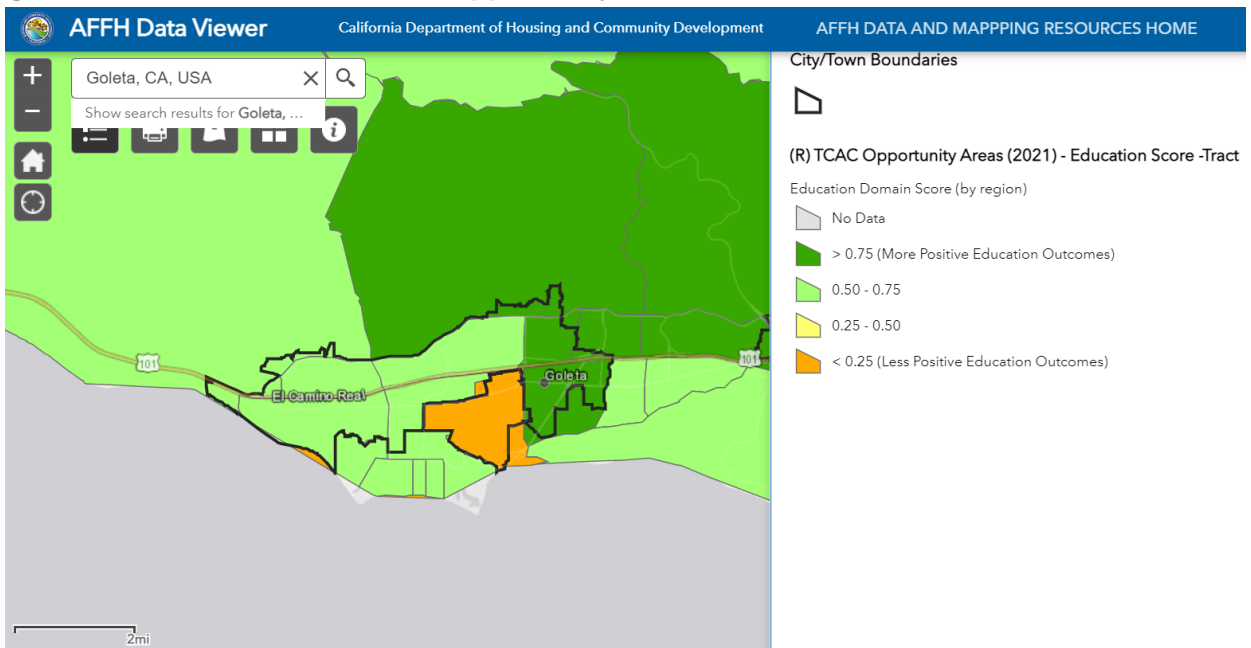 AFFH Data Viewer
California Department of Housing and Community Development
AFFH DATA AND MAPPPING RESOURCES HOME
+
−
Goleta, CA, USA
Show search results for Goleta, ...
i
101
El Camino Real
Goleta
101
2mi
City/Town Boundaries
(R) TCAC Opportunity Areas (2021) - Education Score -Tract
Education Domain Score (by region)
No Data
> 0.75 (More Positive Education Outcomes)
0.50 - 0.75
0.25 - 0.50
< 0.25 (Less Positive Education Outcomes)